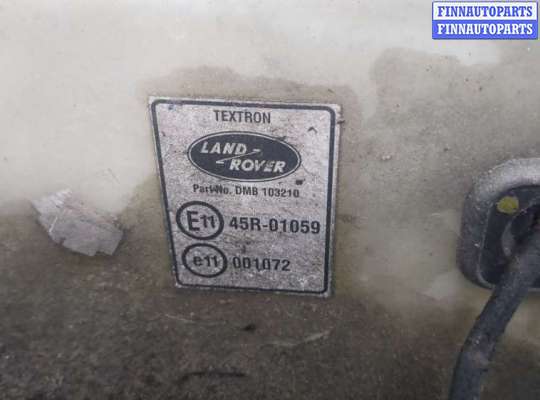 FINNAUTOPARTS
FINNAUTOPARTS
TEXTRON
LAND-
ROVER
Part No. DMB 103210
E11 45R-01059
e11 001072